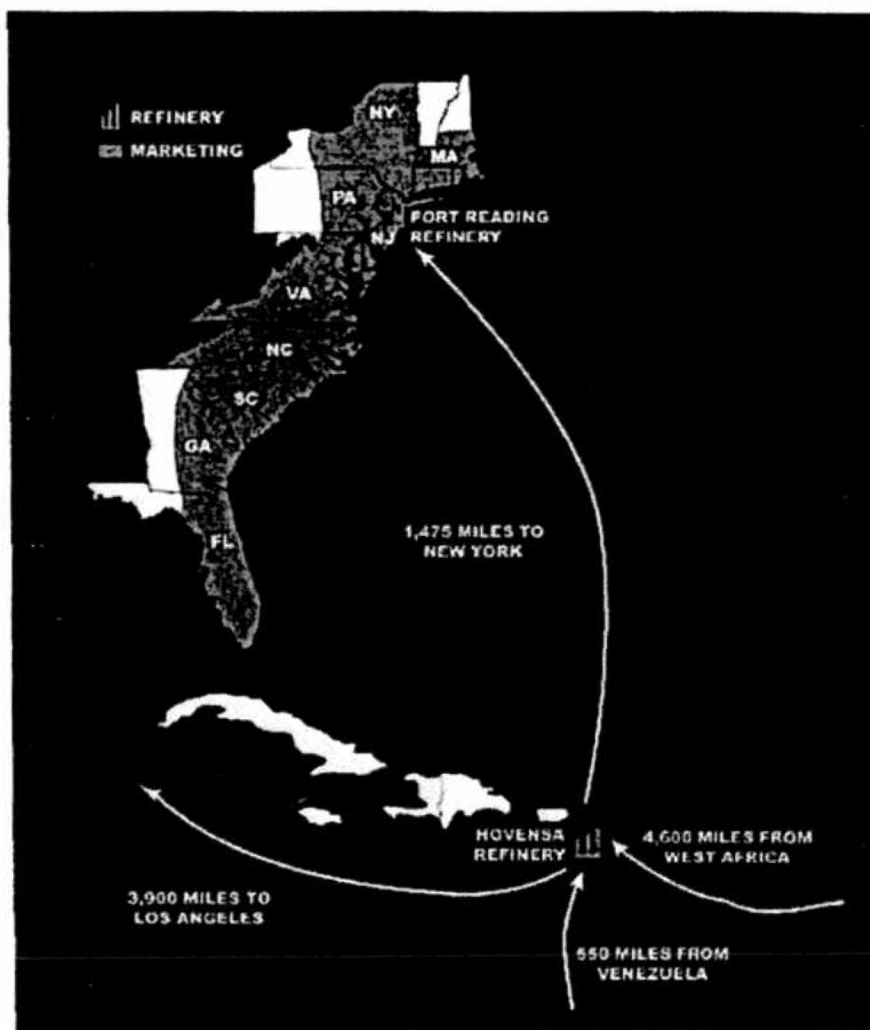 REFINERY
MARKETING
NY
MA
PA
PORT READING
REFINERY
NJ
VA
NC
SC
GA
FL
1,475 MILES TO
NEW YORK
HOVENSA
REFINERY
4,600 MILES FROM
WEST AFRICA
3,900 MILES TO
LOS ANGELES
550 MILES FROM
VENEZUELA